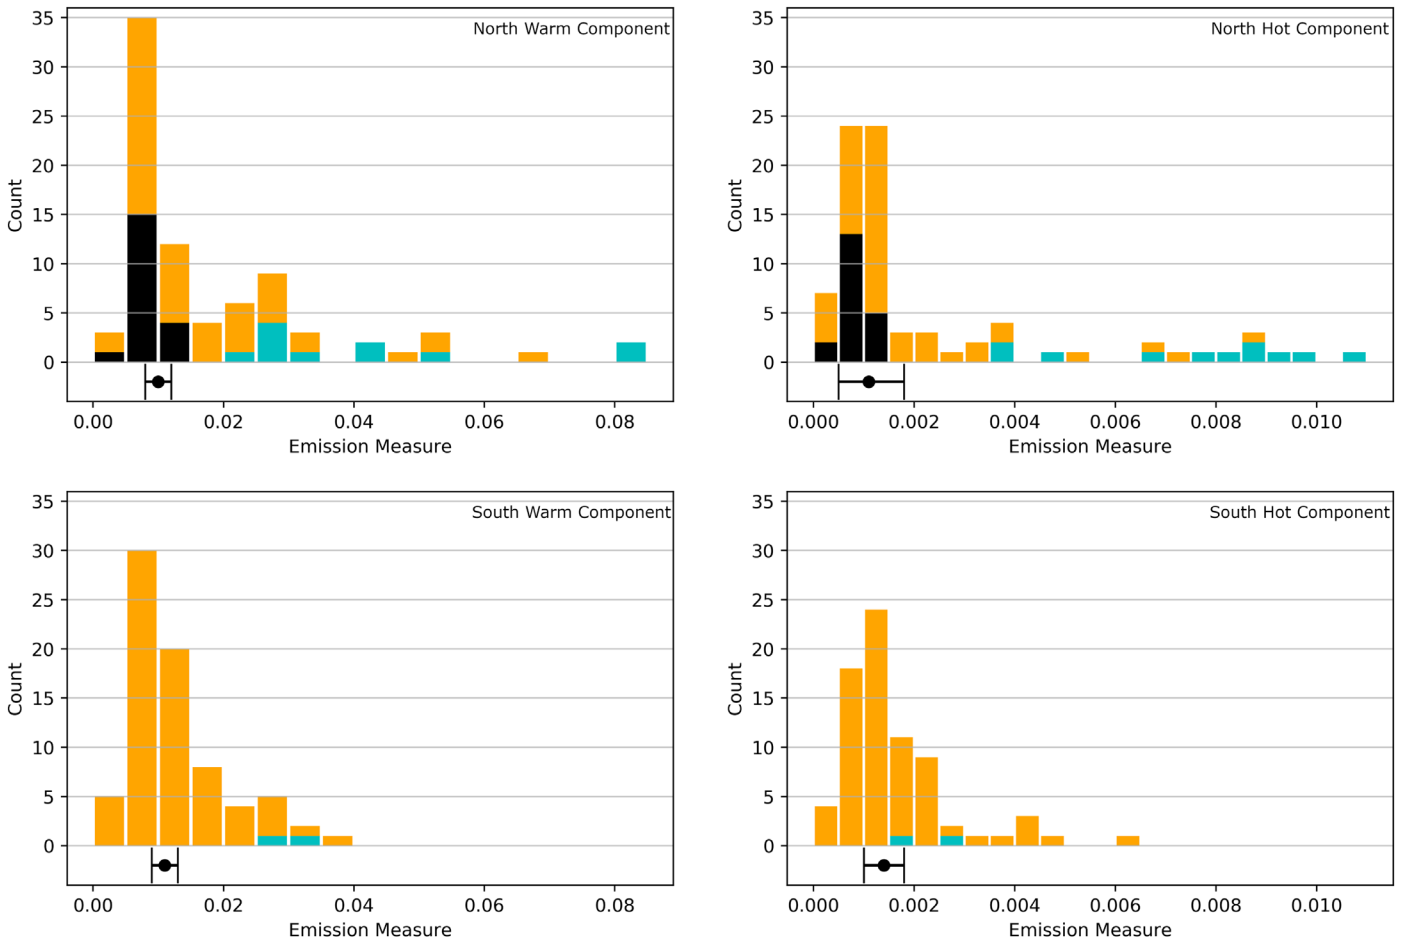 North Warm Component
35
30
25
20
15
10
5
0
Count
0.00 0.02 0.04 0.06 0.08
Emission Measure
North Hot Component
35
30
25
20
15
10
5
0
Count
0.000 0.002 0.004 0.006 0.008 0.010
Emission Measure
South Warm Component
35
30
25
20
15
10
5
0
Count
0.00 0.02 0.04 0.06 0.08
Emission Measure
South Hot Component
35
30
25
20
15
10
5
0
Count
0.000 0.002 0.004 0.006 0.008 0.010
Emission Measure